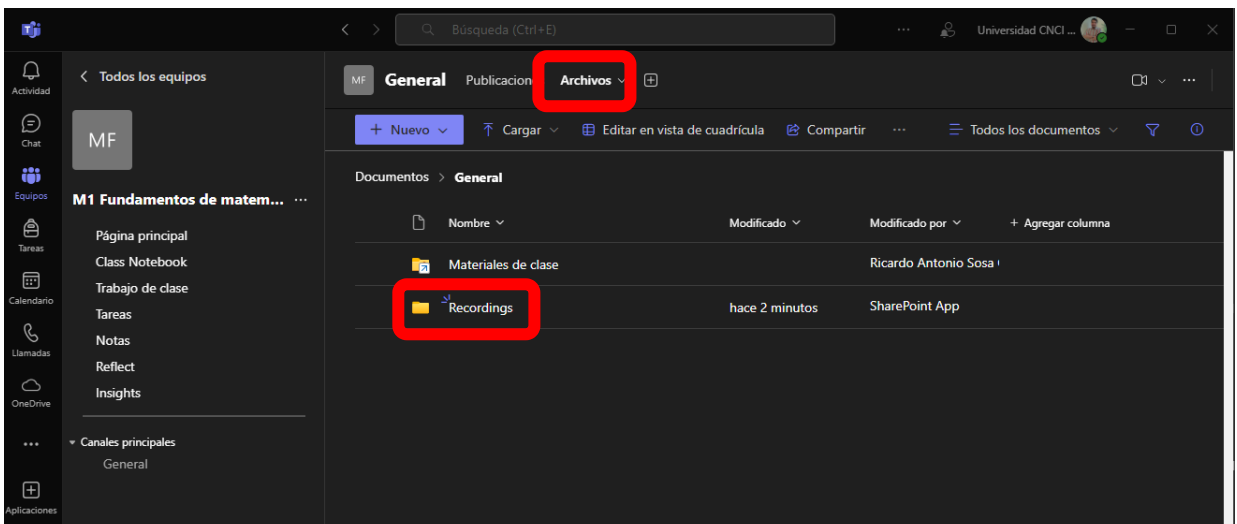 Búsqueda (Ctrl+E)
Universidad CNCI ...
Actividad
Chat
Equipos
Tareas
Calendario
Llamadas
OneDrive
Aplicaciones
Todos los equipos
MF
M1 Fundamentos de matem... ...
Página principal
Class Notebook
Trabajo de clase
Tareas
Notas
Reflect
Insights
Canales principales
General
MF General Publicacion Archivos
+ Nuevo Cargar Editar en vista de cuadrícula Compartir ... Todos los documentos
Documentos > General
Nombre Modificado Modificado por + Agregar columna
Materiales de clase Ricardo Antonio Sosa
Recordings hace 2 minutos SharePoint App